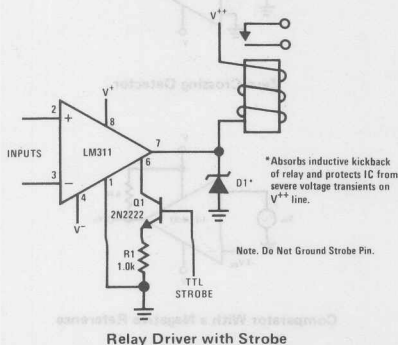 V++
V+
2
8
+
LM311
7
INPUTS
6
3
-
1
4
V-
Q1
2N2222
R1
1.0k
TTL
STROBE
D1*
*Absorbs inductive kickback
of relay and protects IC from
severe voltage transients on
V++ line.
Note. Do Not Ground Strobe Pin.
Relay Driver with Strobe